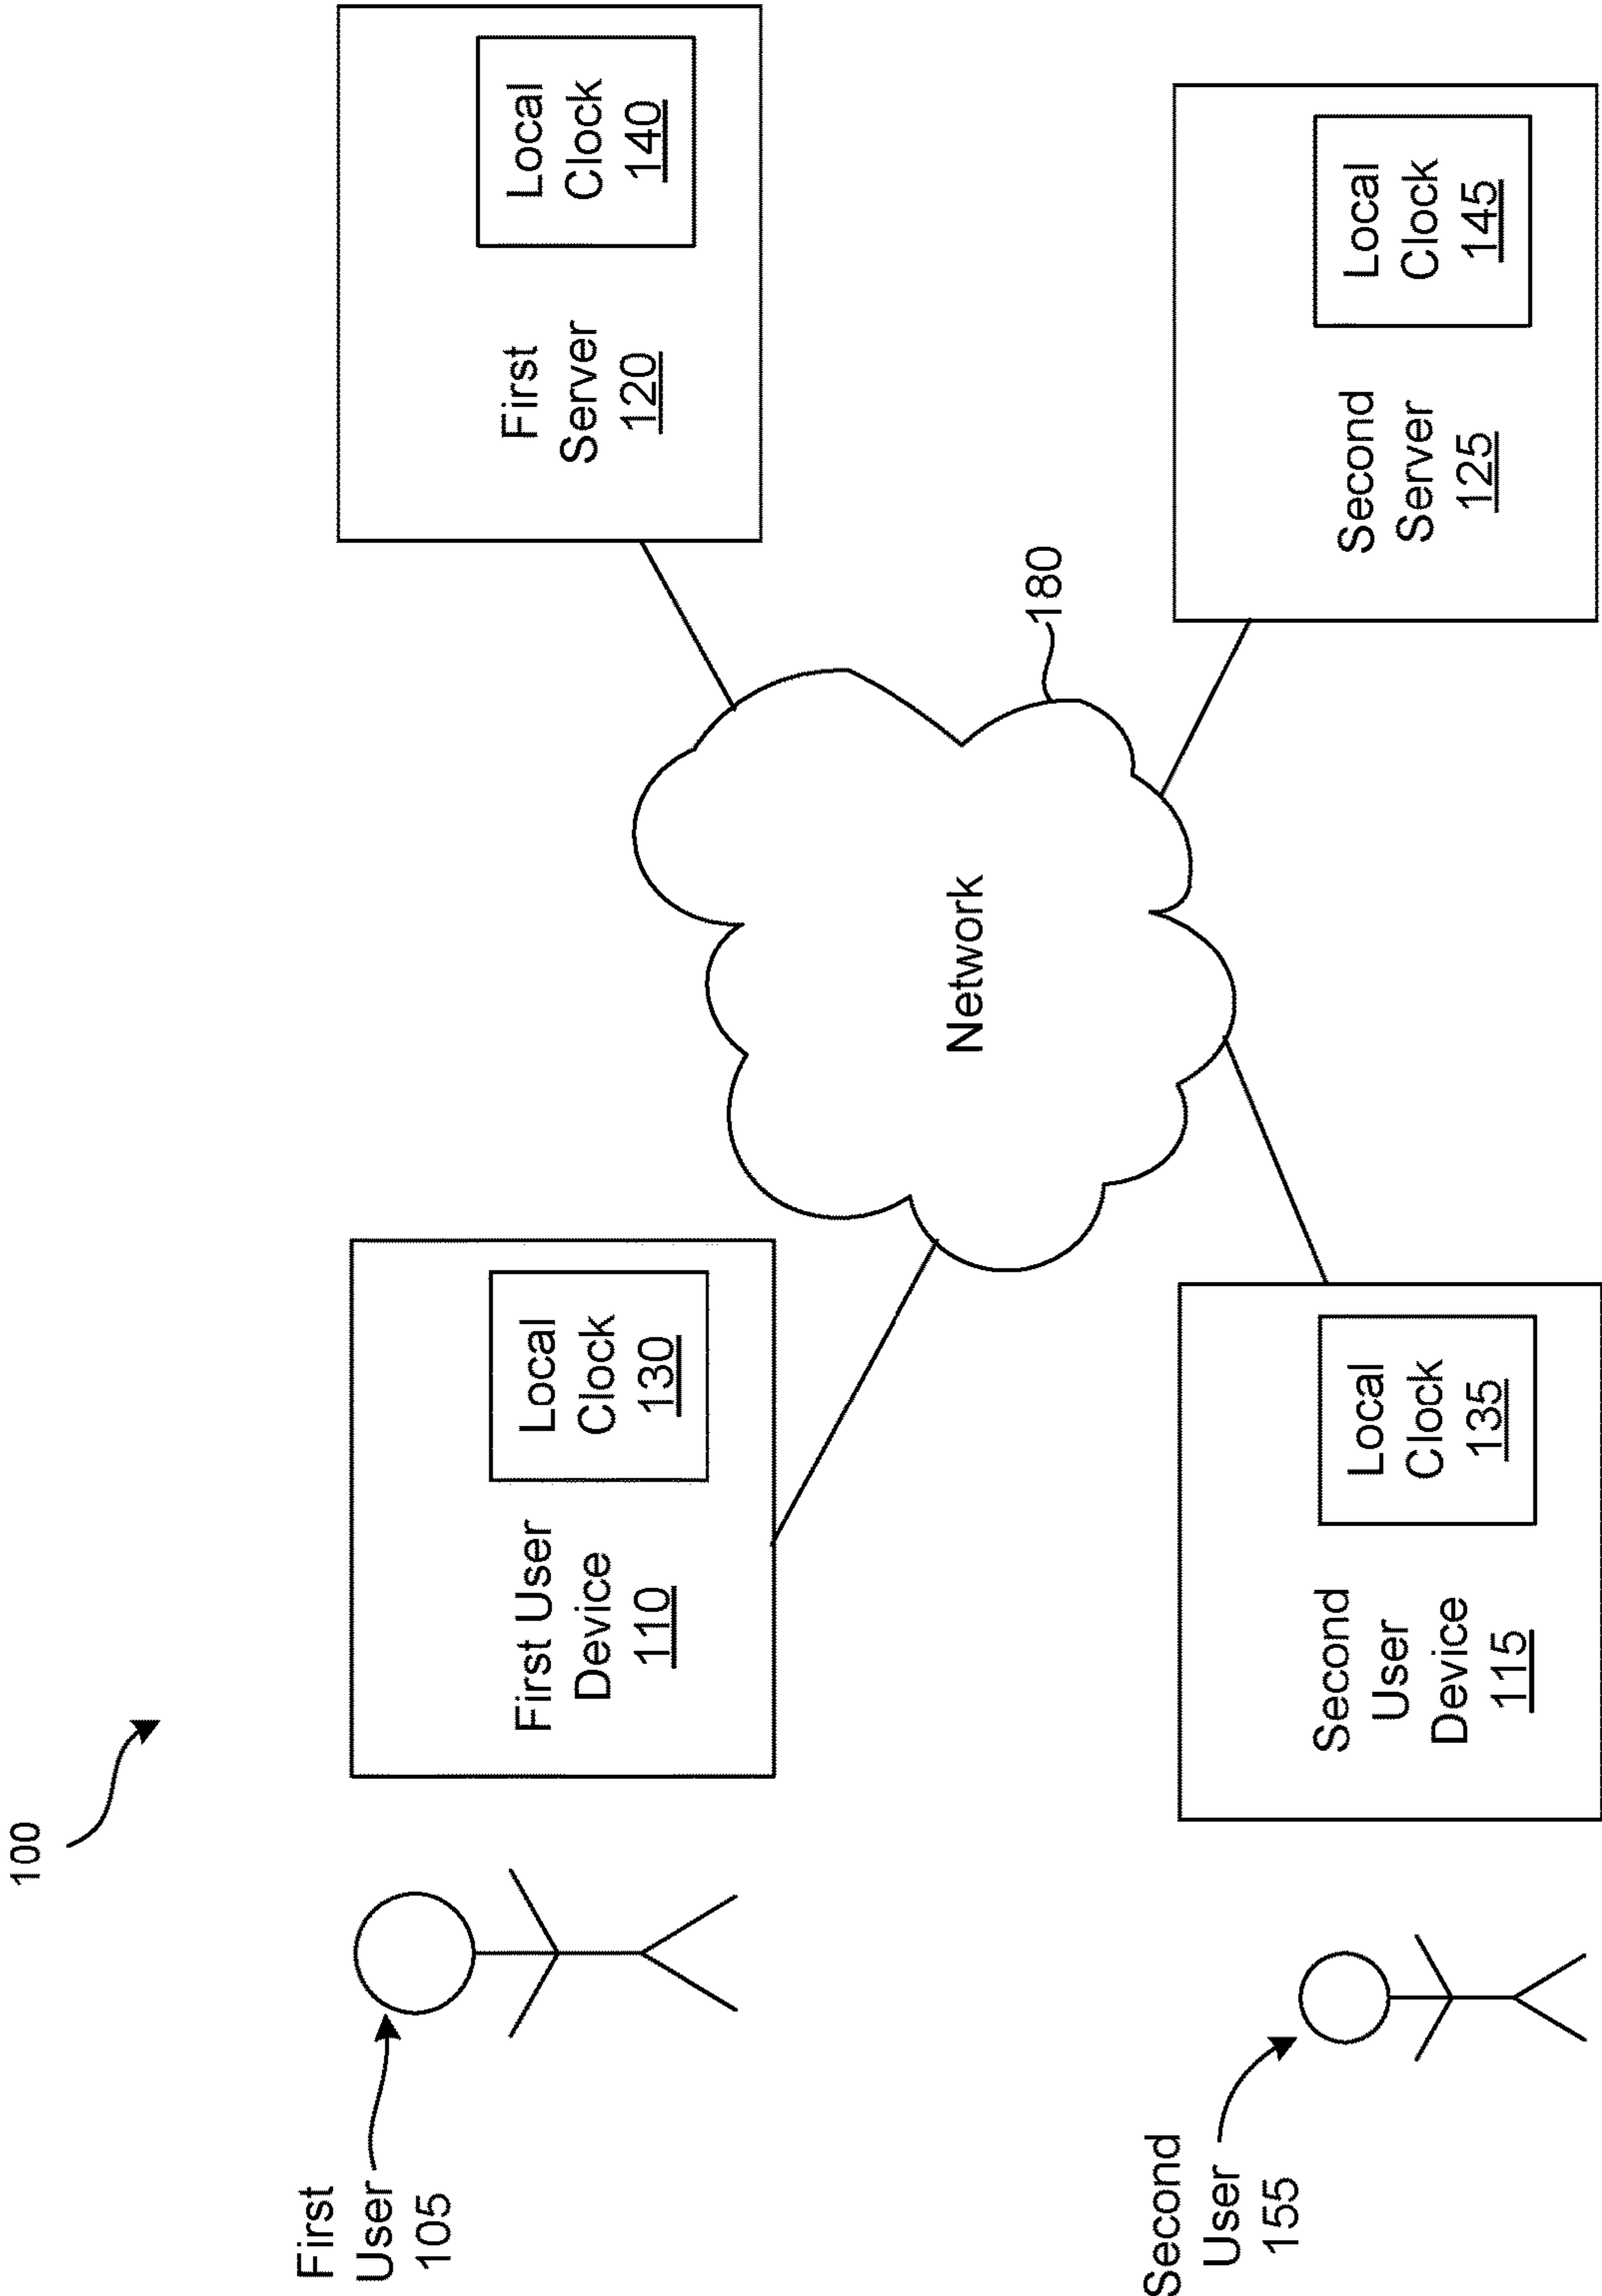 100
First
User
105
First User
Device
110
Local
Clock
130
First
Server
120
Local
Clock
140
Network
180
Second
User
155
Second
User
Device
115
Local
Clock
135
Second
Server
125
Local
Clock
145